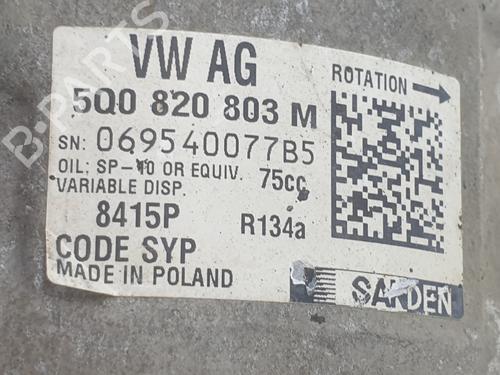 VW AG
ROTATION
5Q0 820 803 M
SN: 069540077B5
OIL; SP-10 OR EQUIV. 75cc
VARIABLE DISP.
8415P R134a
CODE SYP
MADE IN POLAND
SANDEN
B-PARTS